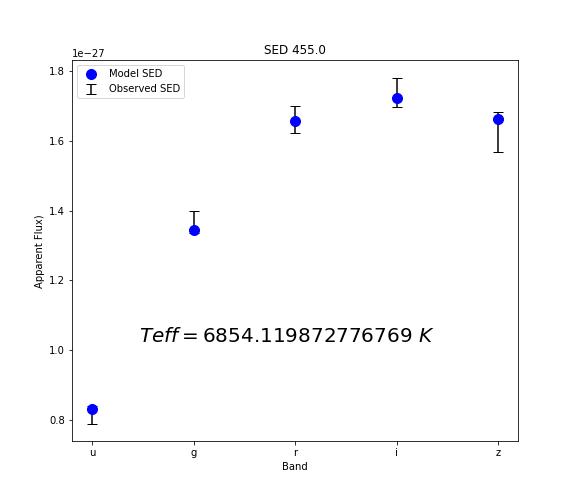 SED 455.0
1e−27
Model SED
Observed SED
1.8
1.6
1.4
1.2
1.0
0.8
Apparent Flux)
Teff = 6854.119872776769 K
u g r i z
Band